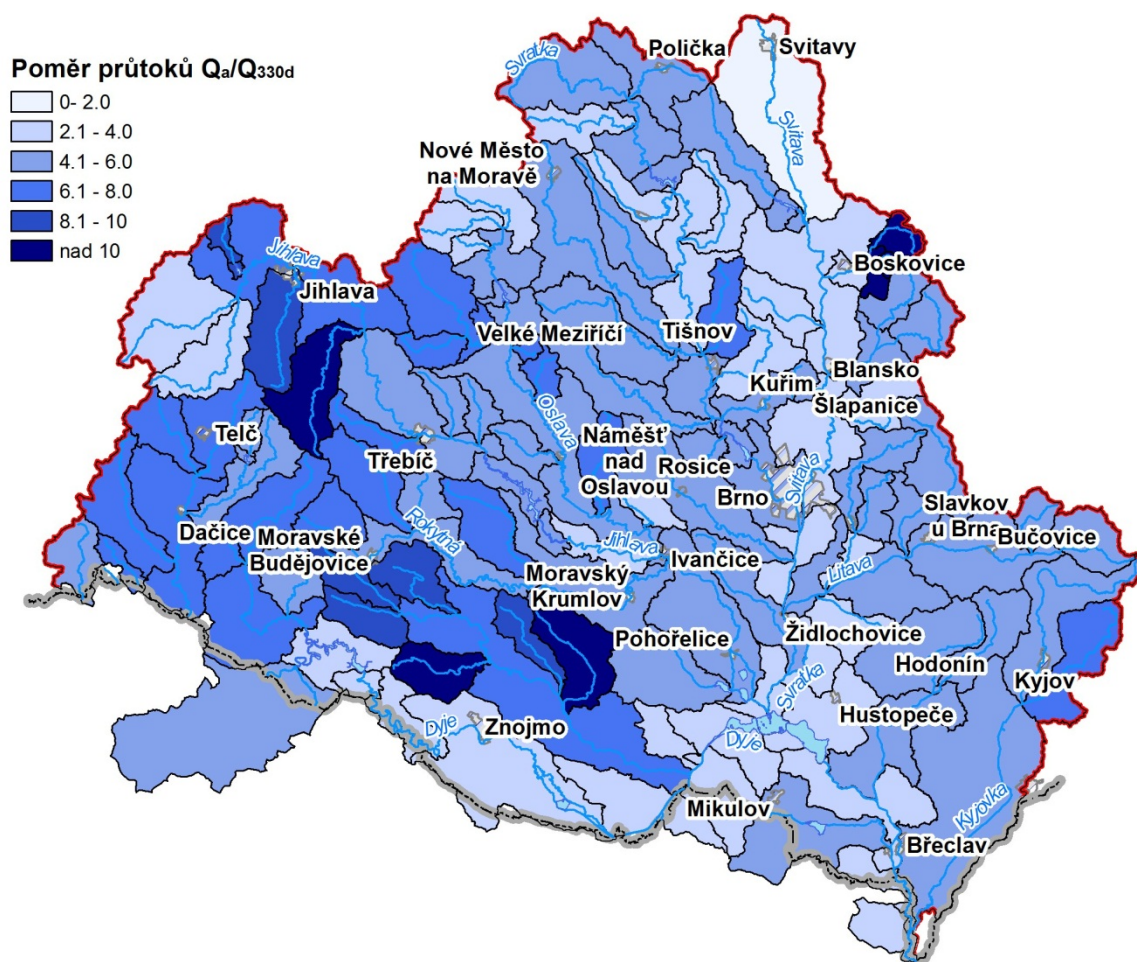 Poměr průtoků Qa/Q330d
0- 2.0
2.1 - 4.0
4.1 - 6.0
6.1 - 8.0
8.1 - 10
nad 10
Svratka
Polička
Svitavy
Svitava
Nové Město
na Moravě
Boskovice
Jihlava
Jihlava
Velké Meziříčí
Tišnov
Blansko
Kuřim
Šlapanice
Oslava
Telč
Třebíč
Náměšť
nad
Oslavou
Rosice
Brno
Svitava
Slavkov
u Brna
Bučovice
Dačice
Moravské
Budějovice
Rokytná
Jihlava
Ivančice
Litava
Moravský
Krumlov
Pohořelice
Židlochovice
Hodonín
Kyjov
Svratka
Hustopeče
Znojmo
Dyje
Dyje
Mikulov
Kyjovka
Břeclav